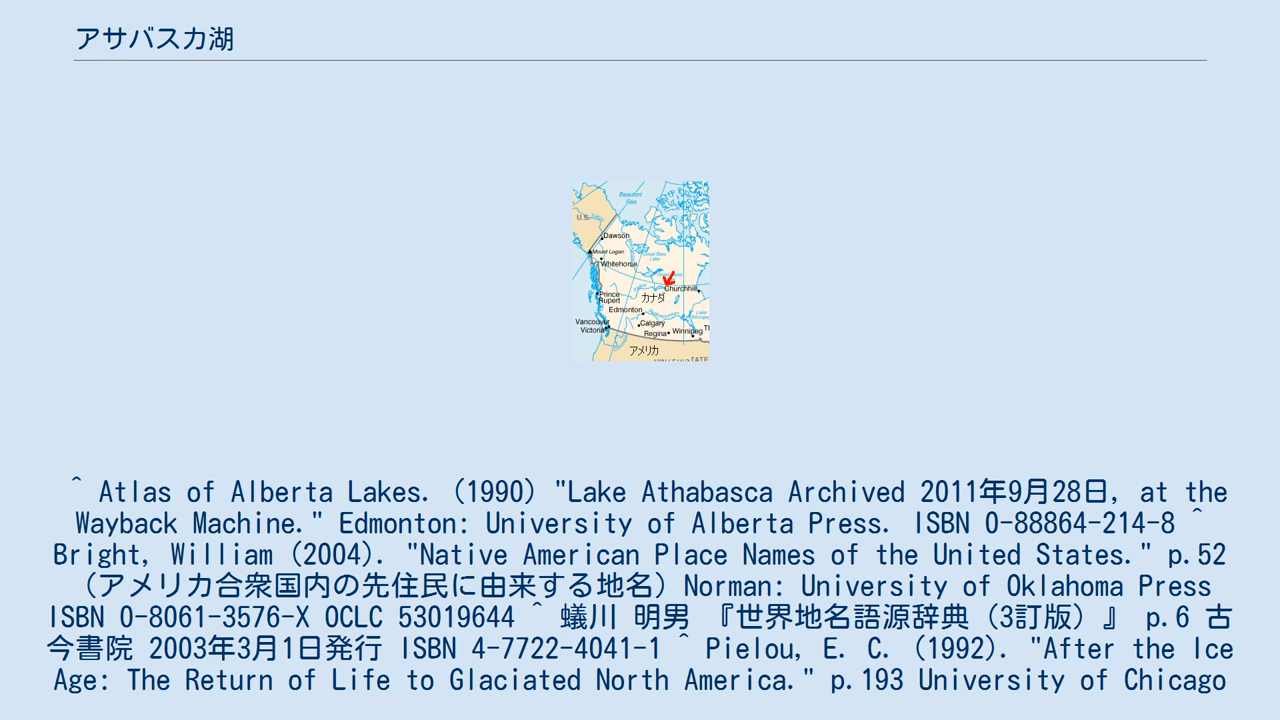 アサバスカ湖
Beaufort
Sea
U.S.
Dawson
Mount Logan
Great Bear
Lake
Whitehorse
Churchill
Prince
Rupert
カナダ
Edmonton
Vancouver
Victoria
Calgary
Regina
Winnipeg
Lake
アメリカ
^ Atlas of Alberta Lakes. (1990) "Lake Athabasca Archived 2011年9月28日, at the
Wayback Machine." Edmonton: University of Alberta Press. ISBN 0-88864-214-8 ^
Bright, William (2004). "Native American Place Names of the United States." p.52
（アメリカ合衆国内の先住民に由来する地名）Norman: University of Oklahoma Press
ISBN 0-8061-3576-X OCLC 53019644 ^ 蟻川 明男 『世界地名語源辞典（3訂版）』 p.6 古
今書院 2003年3月1日発行 ISBN 4-7722-4041-1 ^ Pielou, E. C. (1992). "After the Ice
Age: The Return of Life to Glaciated North America." p.193 University of Chicago